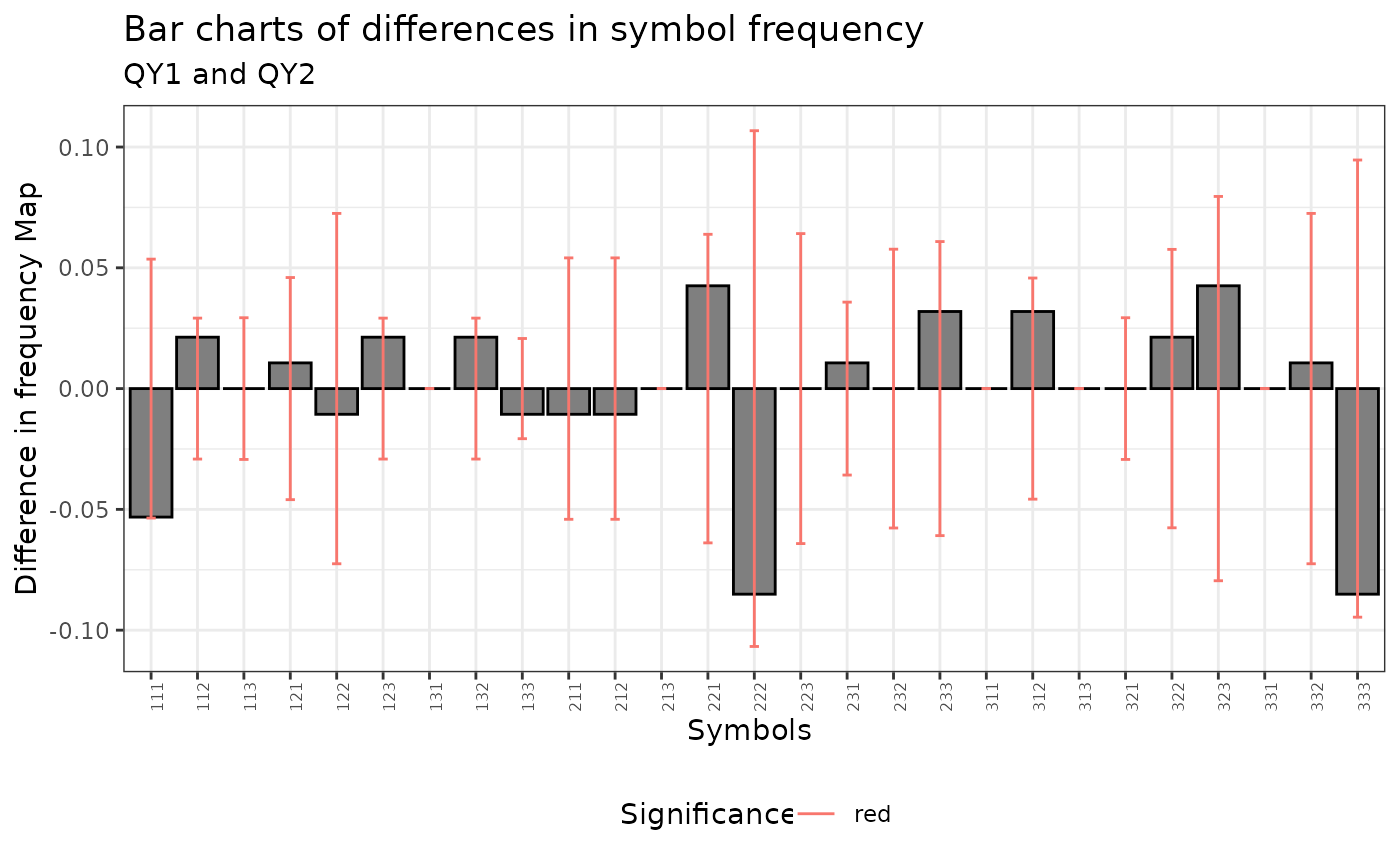 Bar charts of differences in symbol frequency
QY1 and QY2
Difference in frequency Map
0.10
0.05
0.00
-0.05
-0.10
111 112 113 121 122 123 131 132 133 211 212 213 221 222 223 231 232 233 311 312 313 321 322 323 331 332 333
Symbols
Significance red